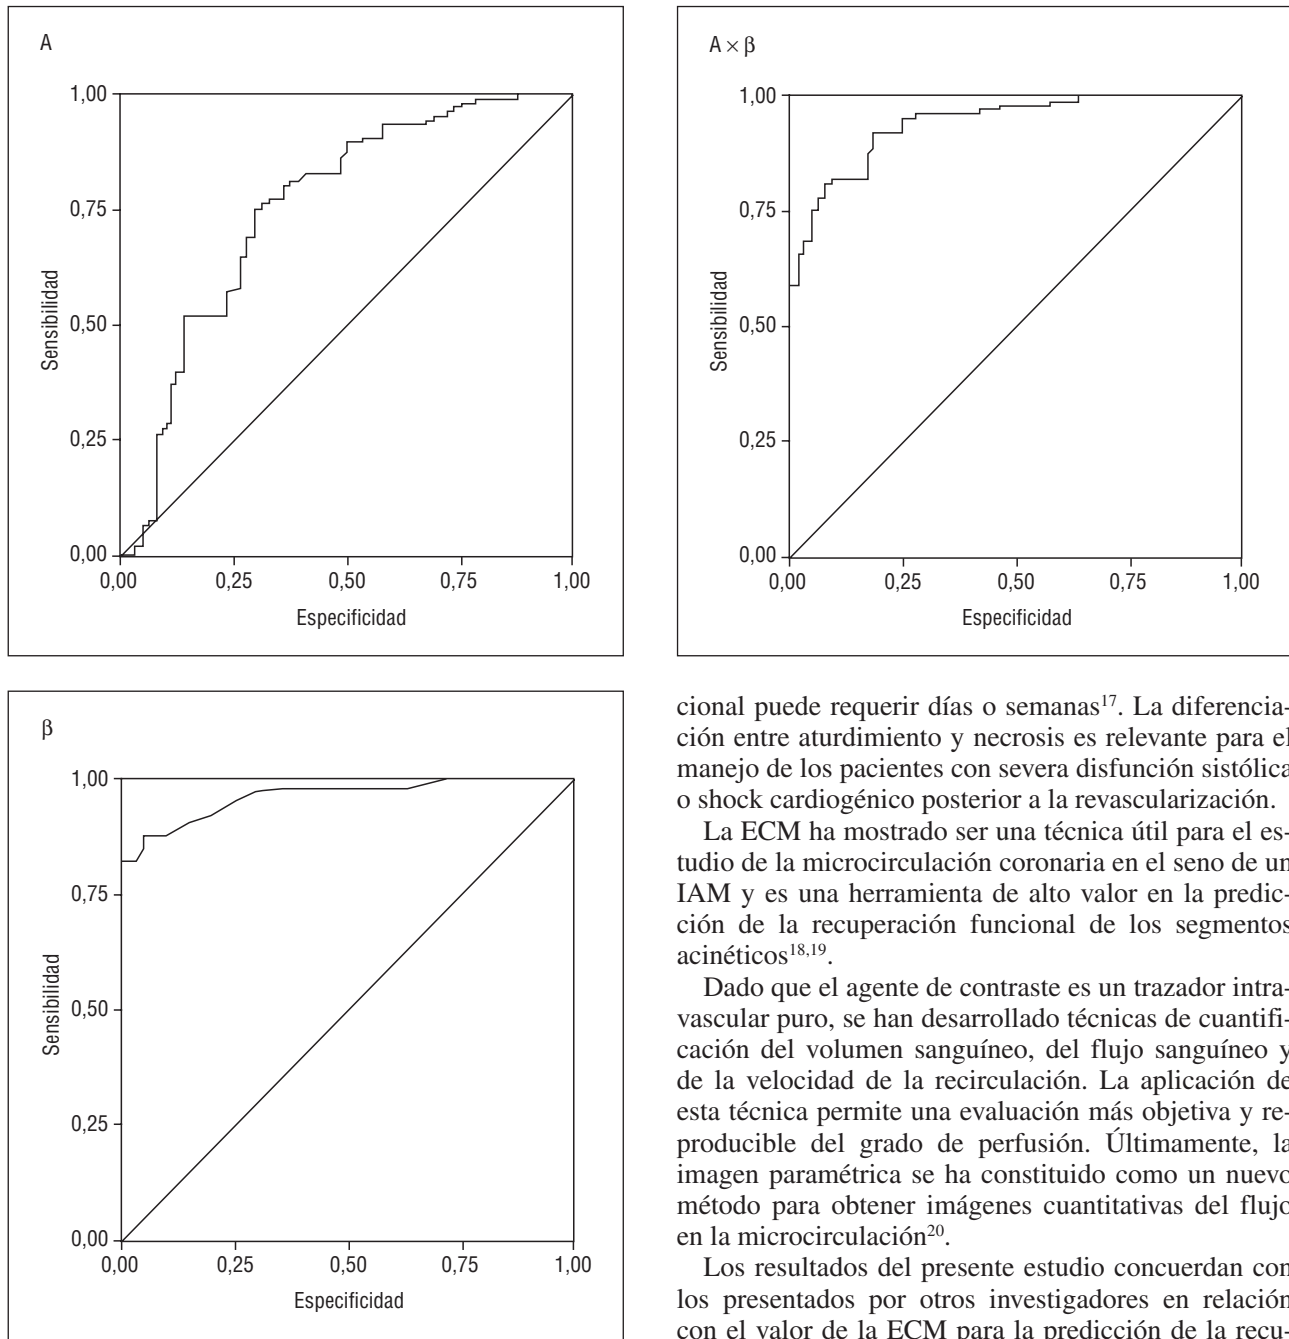 A
1,00
0,75
0,50
0,25
0,00
Sensibilidad
0,00 0,25 0,50 0,75 1,00
Especificidad
A × β
1,00
0,75
0,50
0,25
0,00
Sensibilidad
0,00 0,25 0,50 0,75 1,00
Especificidad
β
1,00
0,75
0,50
0,25
0,00
Sensibilidad
0,00 0,25 0,50 0,75 1,00
Especificidad
cional puede requerir días o semanas17. La diferencia-
ción entre aturdimiento y necrosis es relevante para el
manejo de los pacientes con severa disfunción sistólica
o shock cardiogénico posterior a la revascularización.
La ECM ha mostrado ser una técnica útil para el es-
tudio de la microcirculación coronaria en el seno de un
IAM y es una herramienta de alto valor en la predic-
ción de la recuperación funcional de los segmentos
acinéticos18,19.
Dado que el agente de contraste es un trazador intra-
vascular puro, se han desarrollado técnicas de cuantifi-
cación del volumen sanguíneo, del flujo sanguíneo y
de la velocidad de la recirculación. La aplicación de
esta técnica permite una evaluación más objetiva y re-
producible del grado de perfusión. Últimamente, la
imagen paramétrica se ha constituido como un nuevo
método para obtener imágenes cuantitativas del flujo
en la microcirculación20.
Los resultados del presente estudio concuerdan con
los presentados por otros investigadores en relación
con el valor de la ECM para la predicción de la recu-